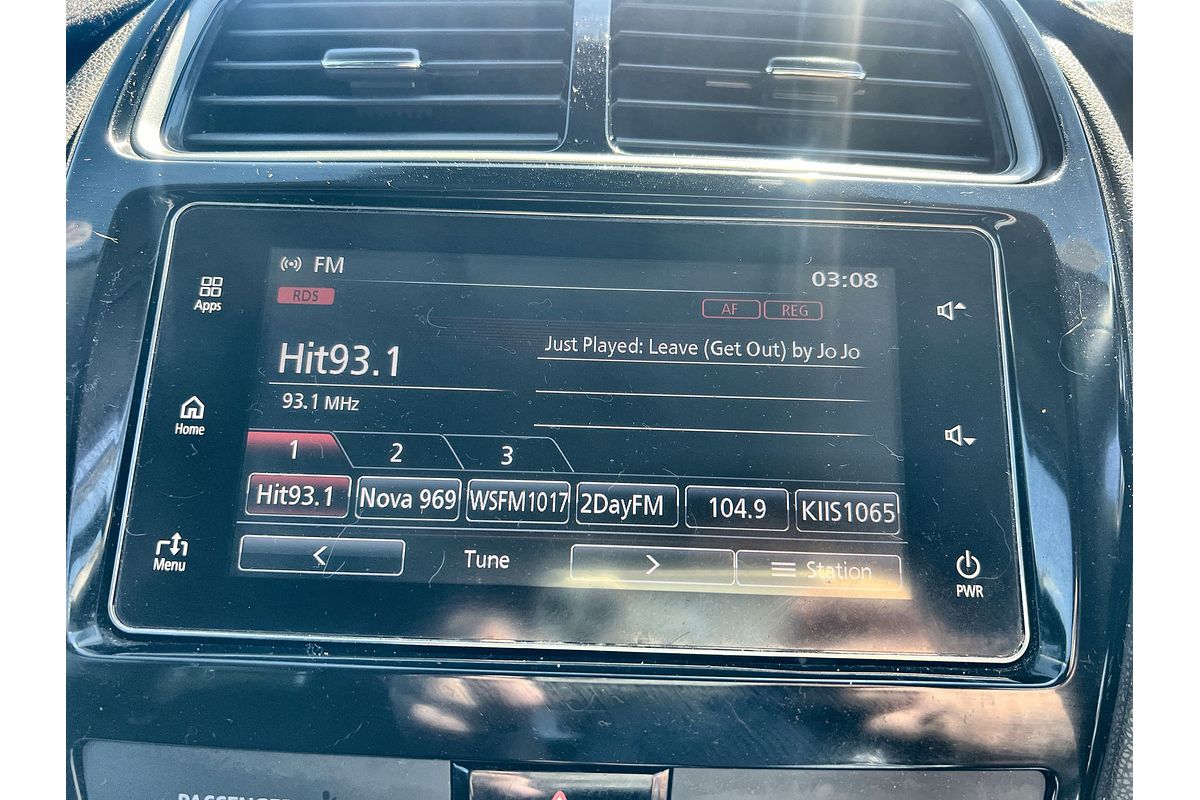 FM
03:08
RDS
AF REG
Apps
Hit93.1
Just Played: Leave (Get Out) by Jo Jo
93.1 MHz
Home
1 2 3
Hit93.1 Nova 969 WSFM1017 2DayFM 104.9 KIIS1065
< Tune > Station
Menu
PWR
PASSENGER